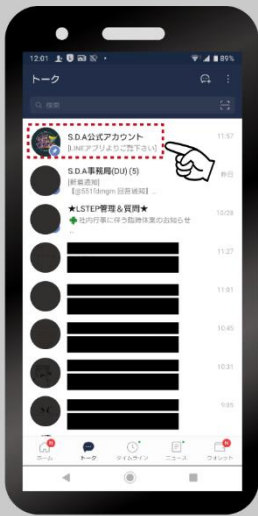 12:01
89%
トーク
検索
S.D.A公式アカウント
11:57
[LINEアプリよりご覧下さい]
S.D.A事務局(DU) (5)
昨日
[新着通知]
★LSTEP管理＆質問★
10/28
社内行事に伴う臨時休業のお知らせ
...
11:27
11:01
10:45
10:31
9:05
ホーム
トーク
タイムライン
ニュース
ウォレット